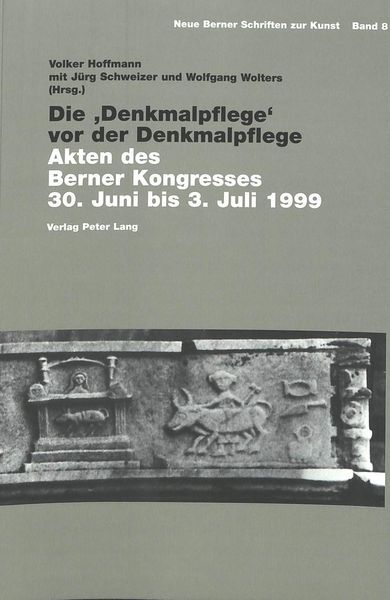 Neue Berner Schriften zur Kunst Band 8
Volker Hoffmann
mit Jürg Schweizer und Wolfgang Wolters
(Hrsg.)
Die ‚Denkmalpflege‘
vor der Denkmalpflege
Akten des
Berner Kongresses
30. Juni bis 3. Juli 1999
Verlag Peter Lang